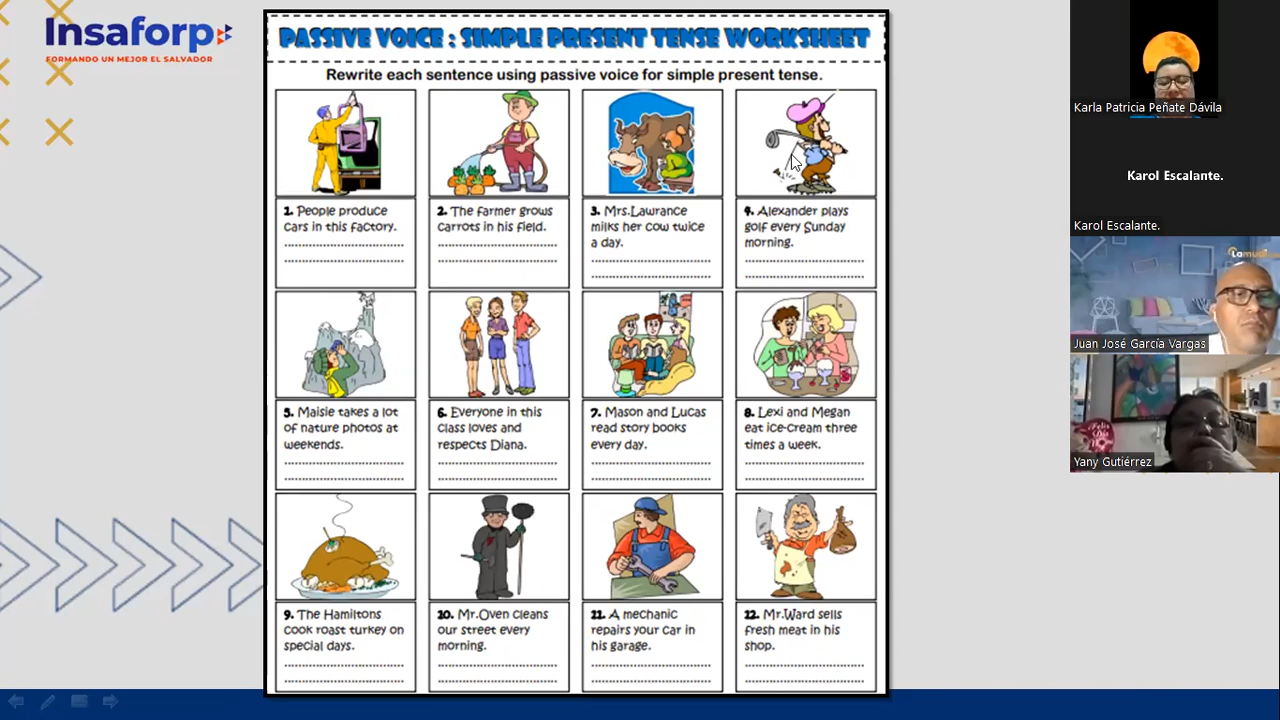 Insaforp
FORMANDO UN MEJOR EL SALVADOR
PASSIVE VOICE : SIMPLE PRESENT TENSE WORKSHEET
Rewrite each sentence using passive voice for simple present tense.
1. People produce
cars in this factory.
2. The farmer grows
carrots in his field.
3. Mrs.Lawrance
milks her cow twice
a day.
4. Alexander plays
golf every Sunday
morning.
5. Maisie takes a lot
of nature photos at
weekends.
6. Everyone in this
class loves and
respects Diana.
7. Mason and Lucas
read story books
every day.
8. Lexi and Megan
eat ice-cream three
times a week.
9. The Hamiltons
cook roast turkey on
special days.
10. Mr.Oven cleans
our street every
morning.
11. A mechanic
repairs your car in
his garage.
12. Mr.Ward sells
fresh meat in his
shop.
Karla Patricia Peñate Dávila
Karol Escalante.
Karol Escalante.
Juan José García Vargas
Yany Gutiérrez